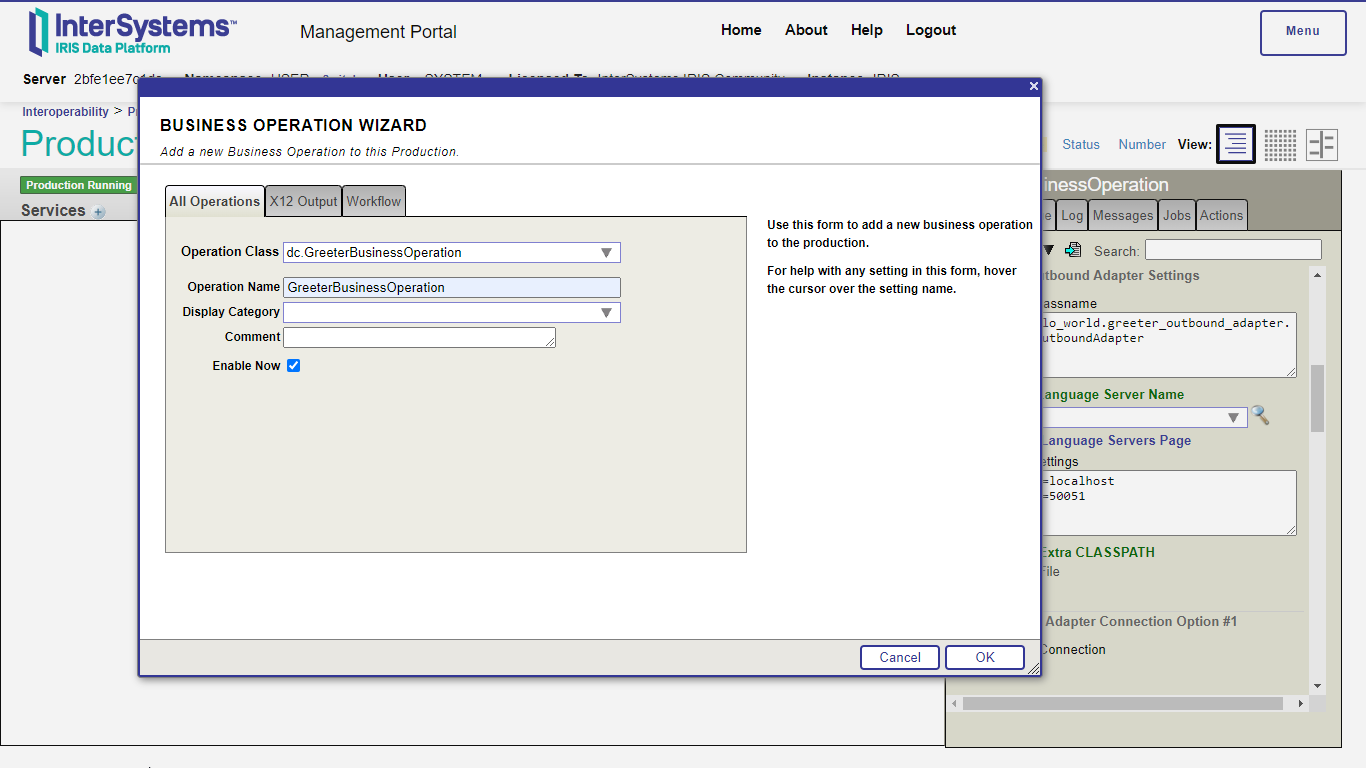 InterSystems™
IRIS Data Platform
Management Portal
Home About Help Logout
Menu
Server
Interoperability >
Status Number View:
Production Running
Services
BUSINESS OPERATION WIZARD
Add a new Business Operation to this Production.
All Operations X12 Output Workflow
Operation Class dc.GreeterBusinessOperation
Operation Name GreeterBusinessOperation
Display Category
Comment
Enable Now
Use this form to add a new business operation
to the production.
For help with any setting in this form, hover
the cursor over the setting name.
Cancel OK
inessOperation
e Log Messages Jobs Actions
Search:
tbound Adapter Settings
assname
lo_world.greeter_outbound_adapter.
utboundAdapter
anguage Server Name
Language Servers Page
ettings
=localhost
=50051
Extra CLASSPATH
File
Adapter Connection Option #1
Connection